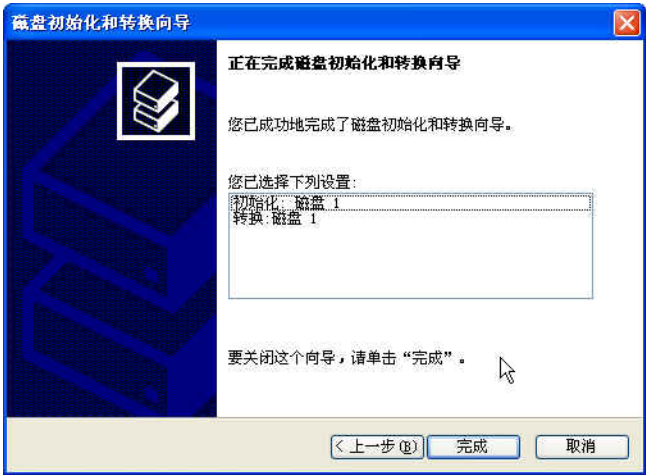 磁盘初始化和转换向导
正在完成磁盘初始化和转换向导
您已成功地完成了磁盘初始化和转换向导。
您已选择下列设置:
初始化: 磁盘 1
转换:磁盘 1
要关闭这个向导，请单击“完成”。
< 上一步(B)
完成
取消